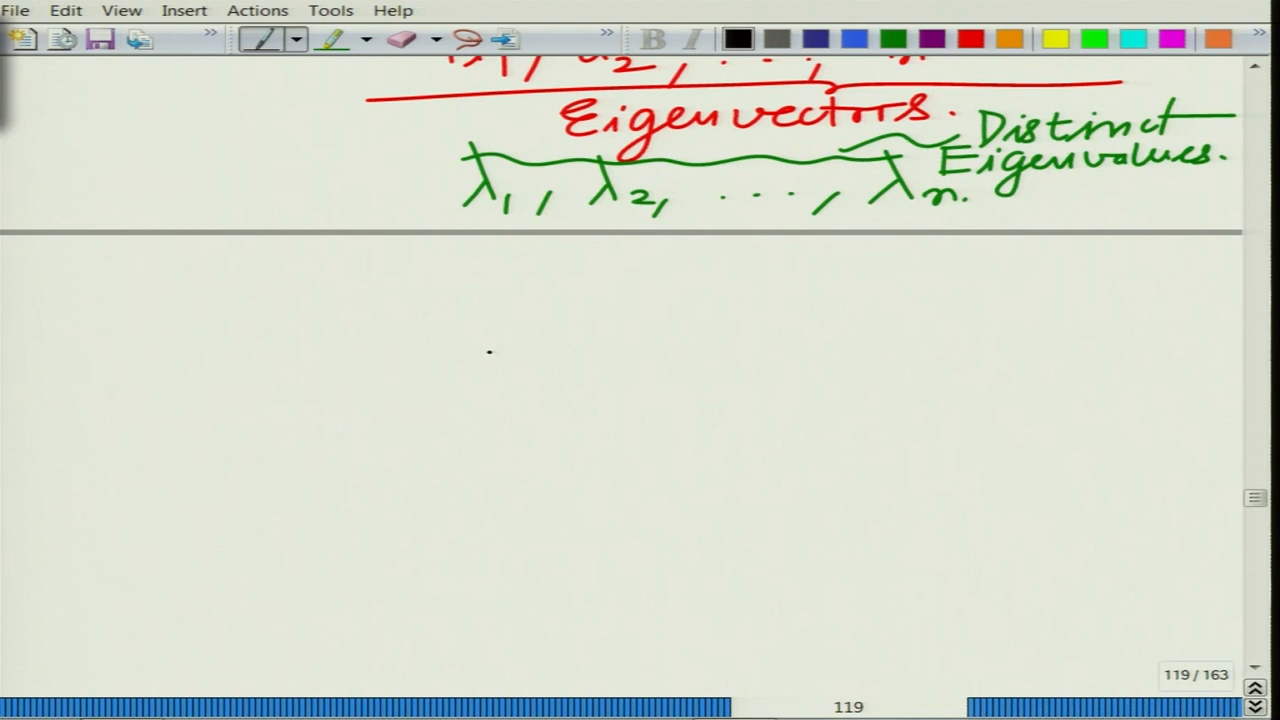 File Edit View Insert Actions Tools Help
B I
Eigenvectors.
Distinct
Eigenvalues.
λ1, λ2, ..., λn.
119 / 163
119